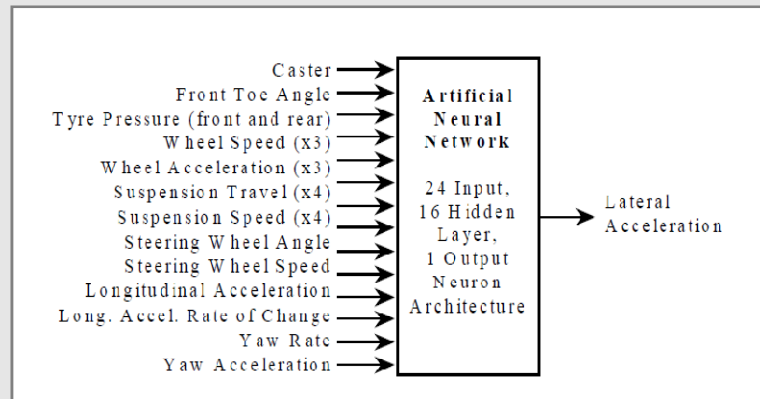 Caster
Front Toe Angle
Tyre Pressure (front and rear)
Wheel Speed (x3)
Wheel Acceleration (x3)
Suspension Travel (x4)
Suspension Speed (x4)
Steering Wheel Angle
Steering Wheel Speed
Longitudinal Acceleration
Long. Accel. Rate of Change
Yaw Rate
Yaw Acceleration
Artificial
Neural
Network
24 Input,
16 Hidden
Layer,
1 Output
Neuron
Architecture
Lateral
Acceleration